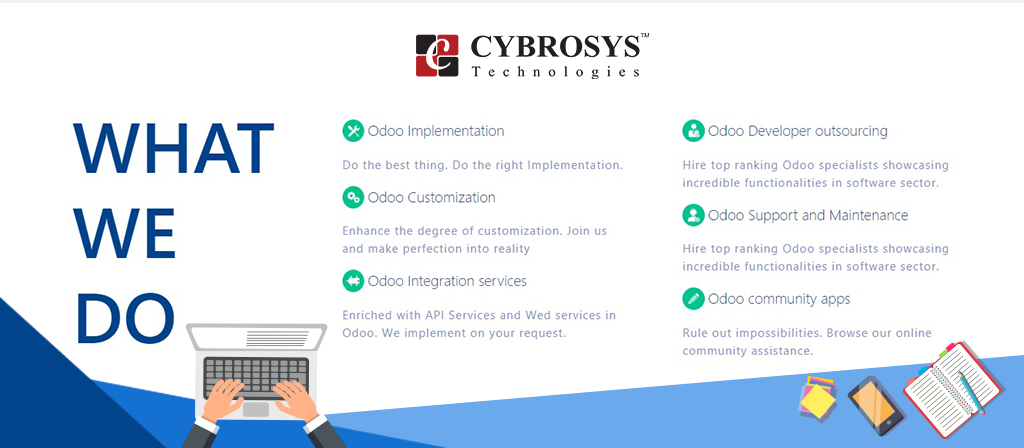 CYBROSYS™
Technologies
WHAT
WE
DO
Odoo Implementation
Do the best thing. Do the right Implementation.
Odoo Customization
Enhance the degree of customization. Join us
and make perfection into reality
Odoo Integration services
Enriched with API Services and Wed services in
Odoo. We implement on your request.
Odoo Developer outsourcing
Hire top ranking Odoo specialists showcasing
incredible functionalities in software sector.
Odoo Support and Maintenance
Hire top ranking Odoo specialists showcasing
incredible functionalities in software sector.
Odoo community apps
Rule out impossibilities. Browse our online
community assistance.